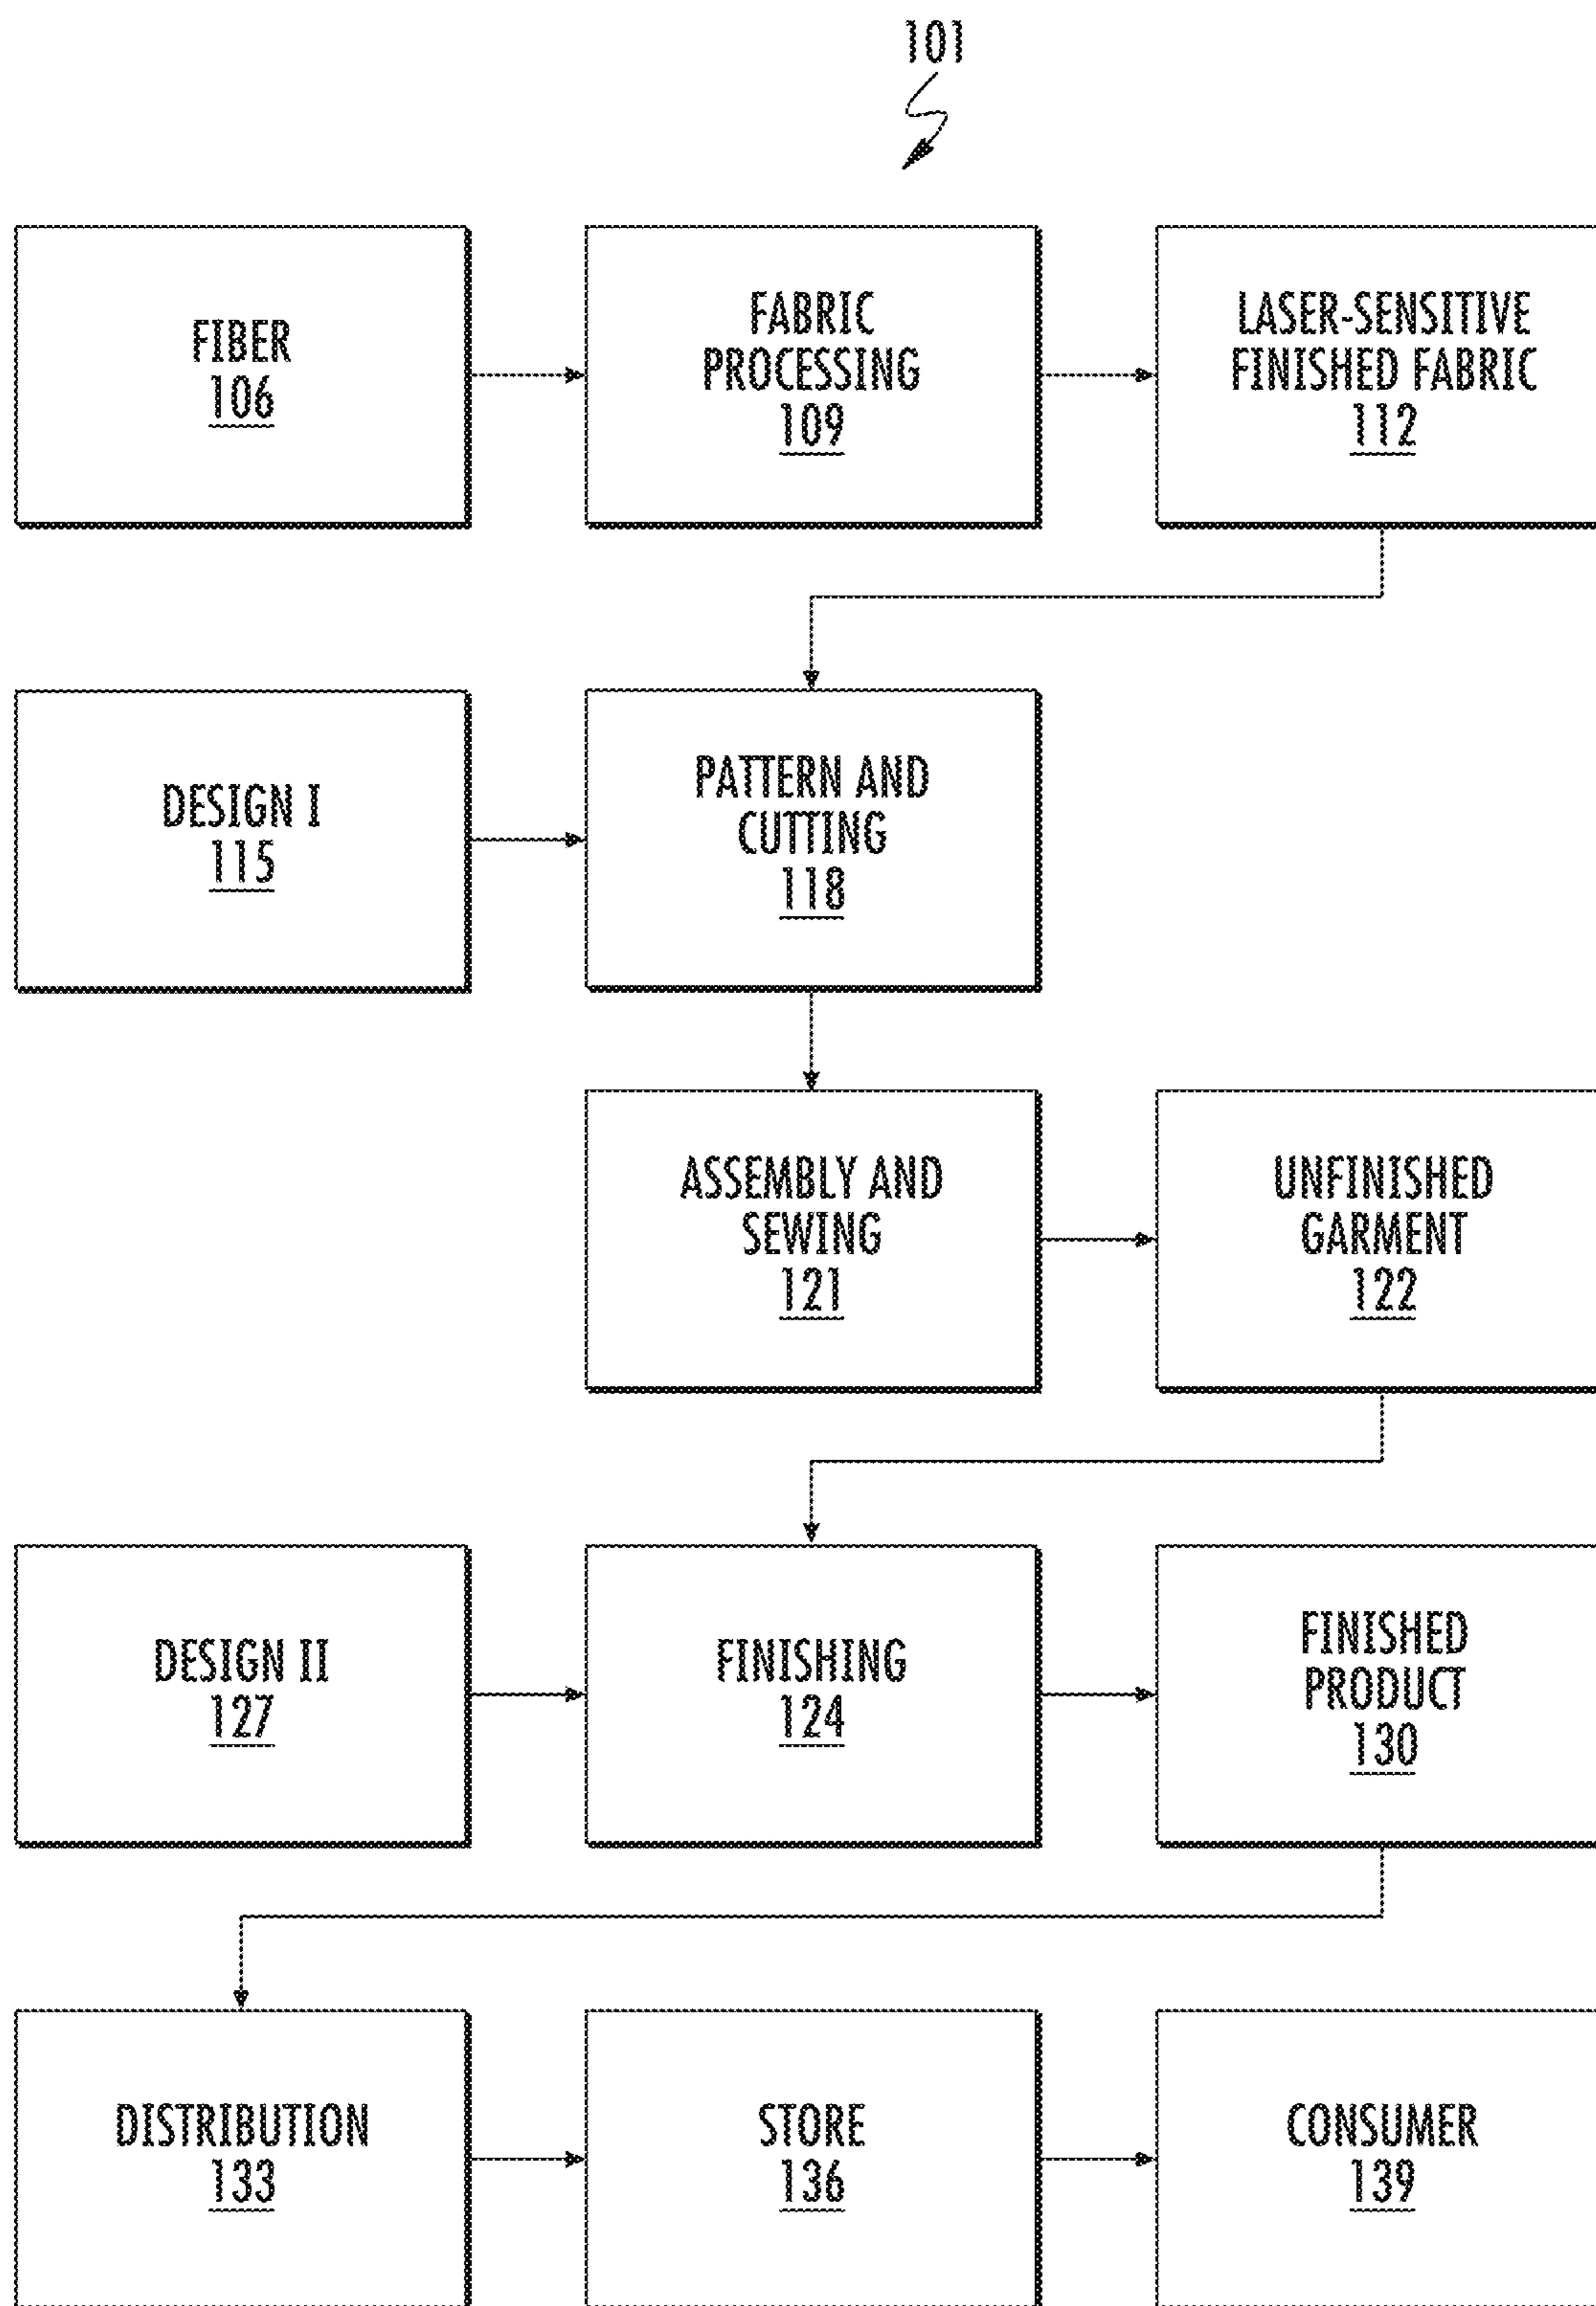 101
FIBER
106
FABRIC
PROCESSING
109
LASER-SENSITIVE
FINISHED FABRIC
112
DESIGN I
115
PATTERN AND
CUTTING
118
ASSEMBLY AND
SEWING
121
UNFINISHED
GARMENT
122
DESIGN II
127
FINISHING
124
FINISHED
PRODUCT
130
DISTRIBUTION
133
STORE
136
CONSUMER
139